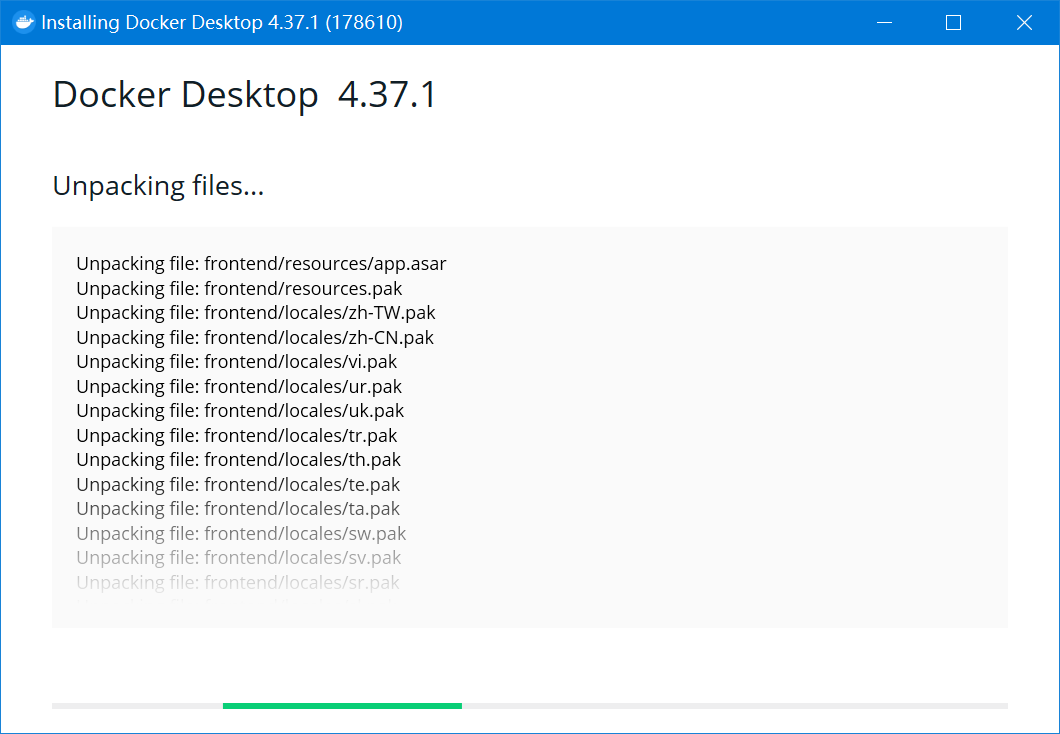 Installing Docker Desktop 4.37.1 (178610)
Docker Desktop 4.37.1
Unpacking files...
Unpacking file: frontend/resources/app.asar
Unpacking file: frontend/resources.pak
Unpacking file: frontend/locales/zh-TW.pak
Unpacking file: frontend/locales/zh-CN.pak
Unpacking file: frontend/locales/vi.pak
Unpacking file: frontend/locales/ur.pak
Unpacking file: frontend/locales/uk.pak
Unpacking file: frontend/locales/tr.pak
Unpacking file: frontend/locales/th.pak
Unpacking file: frontend/locales/te.pak
Unpacking file: frontend/locales/ta.pak
Unpacking file: frontend/locales/sw.pak
Unpacking file: frontend/locales/sv.pak
Unpacking file: frontend/locales/sr.pak